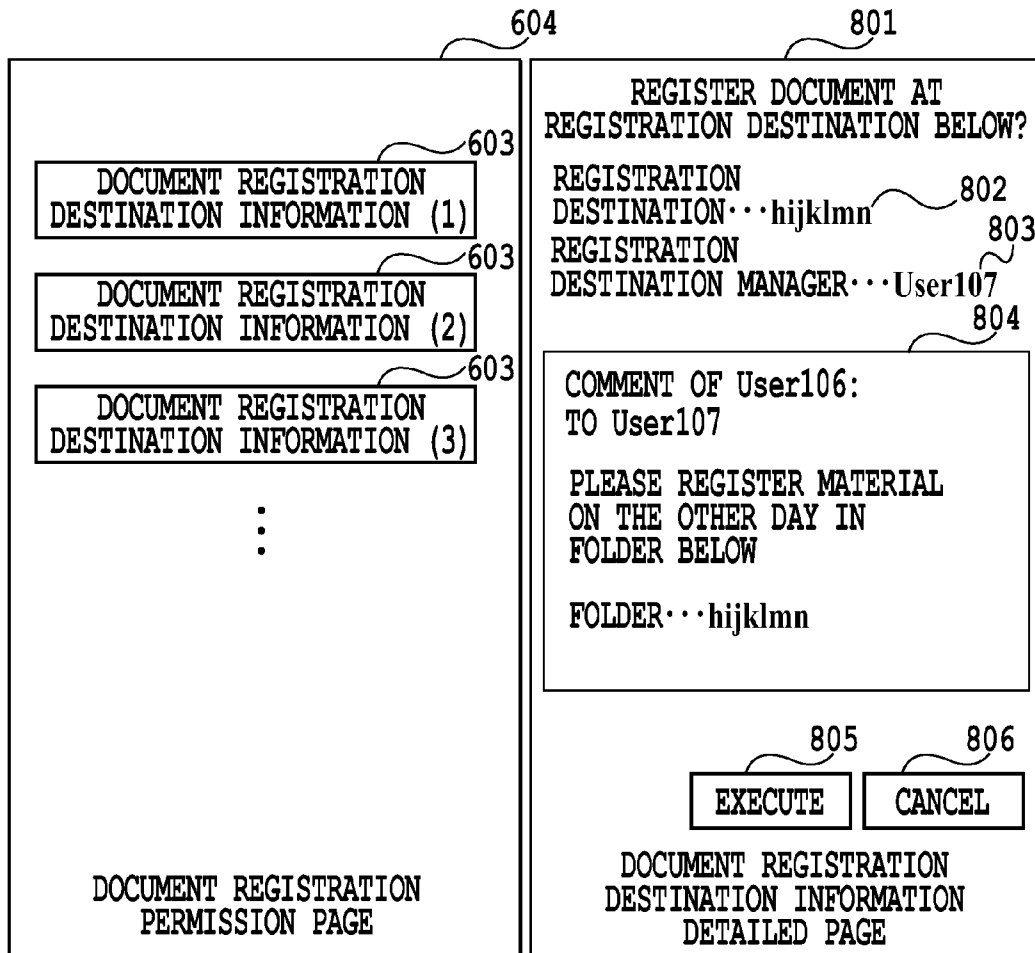 604
603
DOCUMENT REGISTRATION
DESTINATION INFORMATION (1)
603
DOCUMENT REGISTRATION
DESTINATION INFORMATION (2)
603
DOCUMENT REGISTRATION
DESTINATION INFORMATION (3)
DOCUMENT REGISTRATION
PERMISSION PAGE
801
REGISTER DOCUMENT AT
REGISTRATION DESTINATION BELOW?
REGISTRATION
DESTINATION···hijklmn
802
REGISTRATION
DESTINATION MANAGER···User107
803
804
COMMENT OF User106:
TO User107
PLEASE REGISTER MATERIAL
ON THE OTHER DAY IN
FOLDER BELOW
FOLDER···hijklmn
805
806
EXECUTE
CANCEL
DOCUMENT REGISTRATION
DESTINATION INFORMATION
DETAILED PAGE